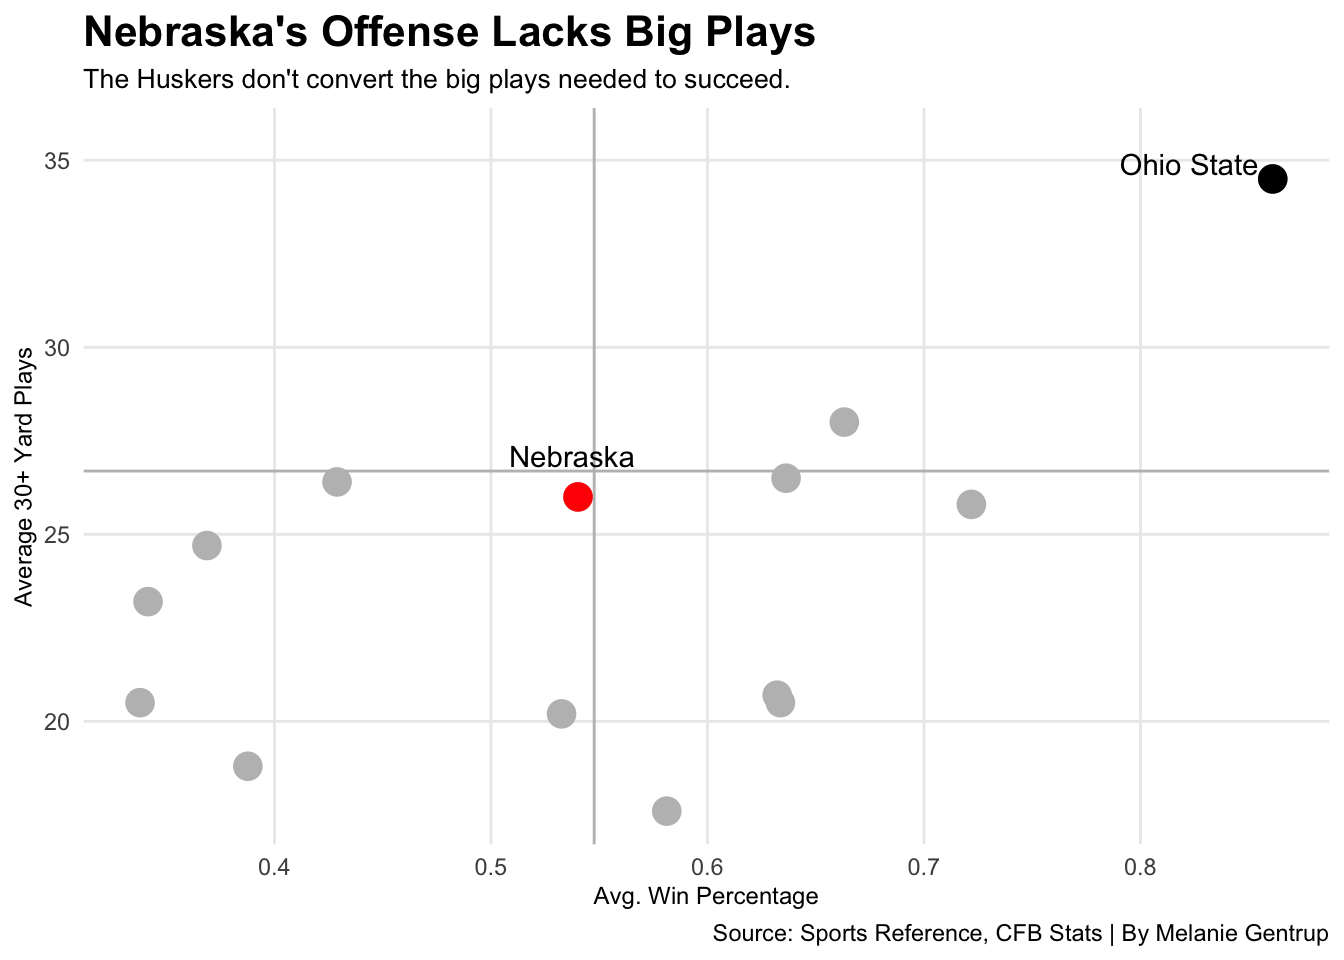 Nebraska's Offense Lacks Big Plays
The Huskers don't convert the big plays needed to succeed.
35
Ohio State
30
Average 30+ Yard Plays
Nebraska
25
20
0.4 0.5 0.6 0.7 0.8
Avg. Win Percentage
Source: Sports Reference, CFB Stats | By Melanie Gentrup